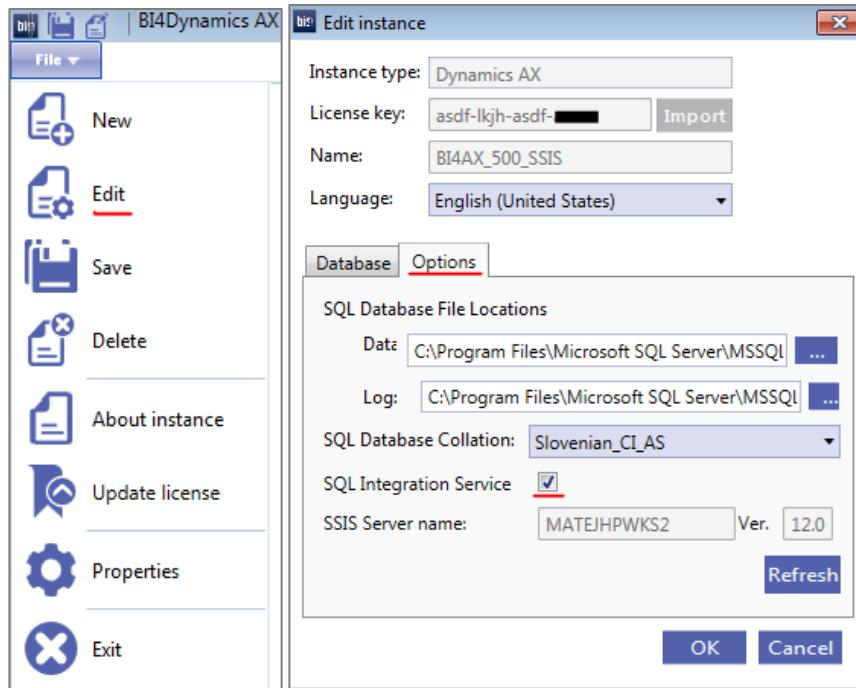 bi4 BI4Dynamics AX
File
New
Edit
Save
Delete
About instance
Update license
Properties
Exit
Edit instance
Instance type: Dynamics AX
License key: asdf-lkjh-asdf- Import
Name: BI4AX_500_SSIS
Language: English (United States)
Database Options
SQL Database File Locations
Data C:\Program Files\Microsoft SQL Server\MSSQL ...
Log: C:\Program Files\Microsoft SQL Server\MSSQL ...
SQL Database Collation: Slovenian_CI_AS
SQL Integration Service
SSIS Server name: MATEJHPWKS2 Ver. 12.0
Refresh
OK Cancel